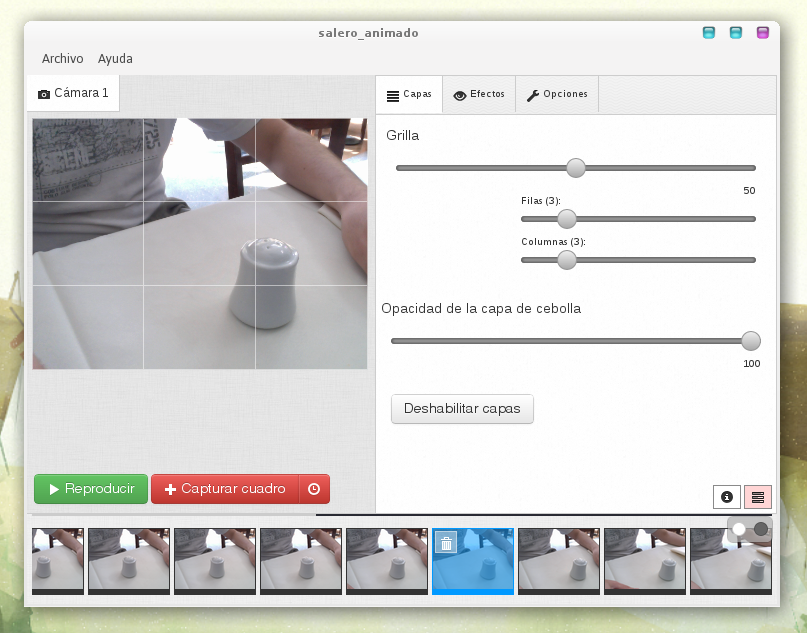 salero_animado
Archivo Ayuda
Cámara 1
Capas Efectos Opciones
Grilla
50
Filas (3):
Columnas (3):
Opacidad de la capa de cebolla
100
Deshabilitar capas
Reproducir Capturar cuadro